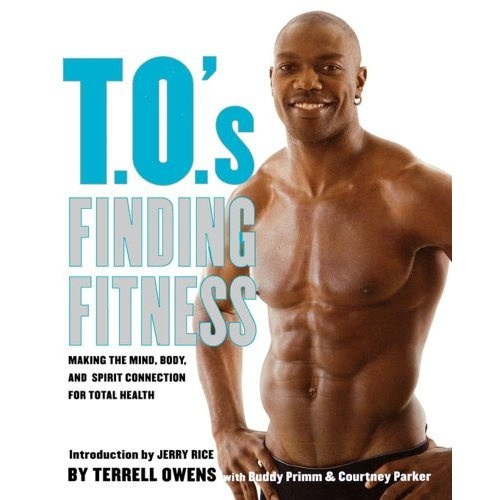 T.O.'s
FINDING
FITNESS
MAKING THE MIND, BODY,
AND SPIRIT CONNECTION
FOR TOTAL HEALTH
Introduction by JERRY RICE
BY TERRELL OWENS with Buddy Primm & Courtney Parker